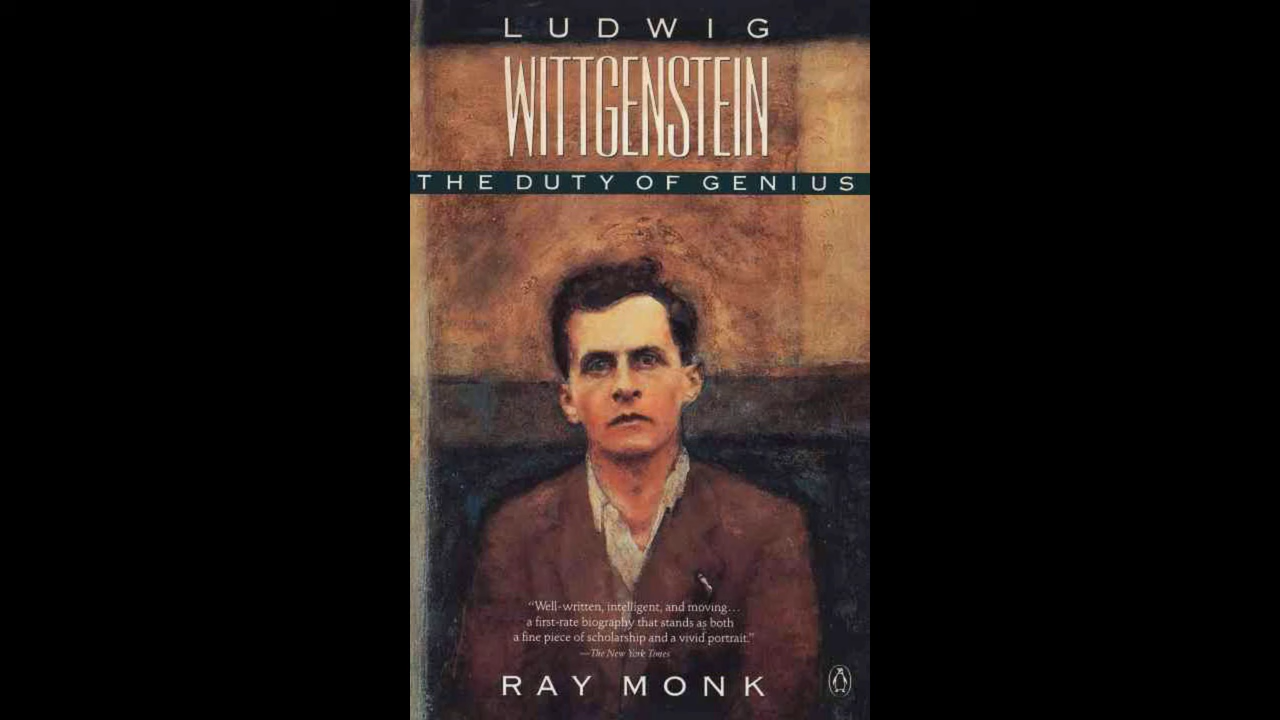 LUDWIG
WITTGENSTEIN
THE DUTY OF GENIUS
“Well-written, intelligent, and moving...
a first-rate biography that stands as both
a fine piece of scholarship and a vivid portrait.”
—The New York Times
RAY MONK